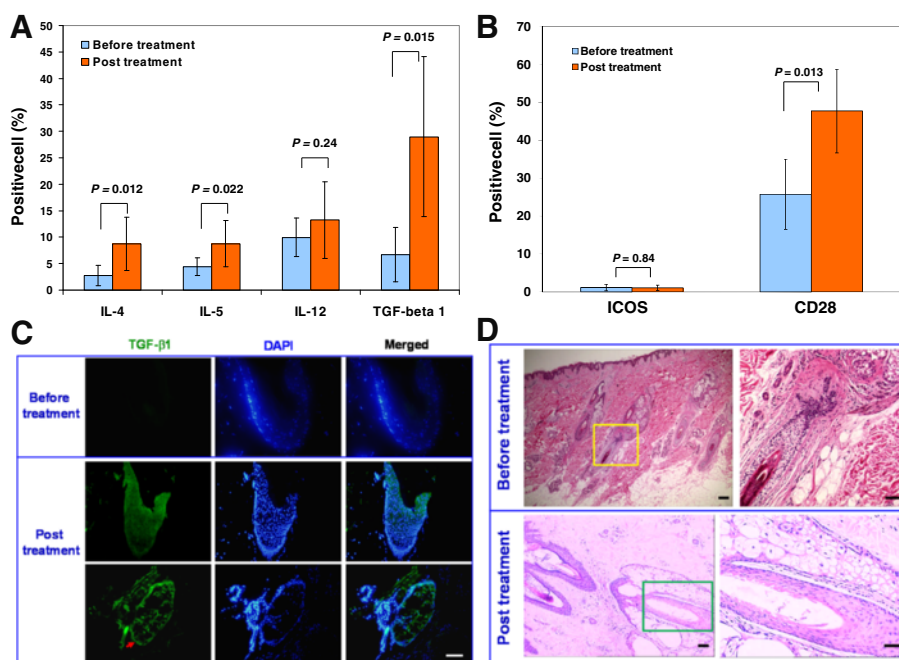 A
Positivecell (%)
50
45
40
35
30
25
20
15
10
5
0
Before treatment
Post treatment
P = 0.012
P = 0.022
P = 0.24
P = 0.015
IL-4
IL-5
IL-12
TGF-beta 1
B
Positivecell (%)
70
60
50
40
30
20
10
0
Before treatment
Post treatment
P = 0.84
P = 0.013
ICOS
CD28
C
TGF-β1
DAPI
Merged
Before
treatment
Post
treatment
D
Before treatment
Post treatment